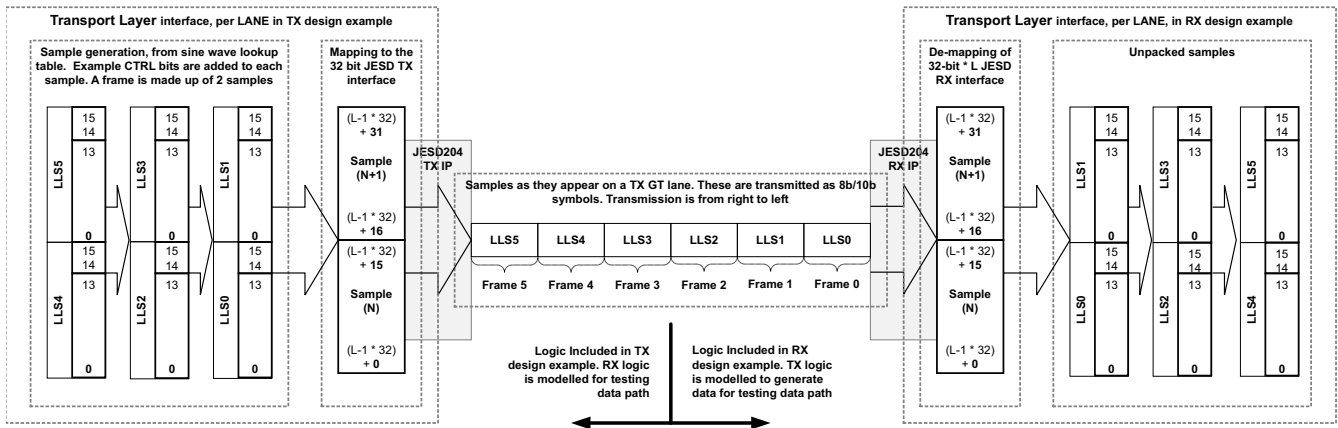 Transport Layer interface, per LANE in TX design example
Sample generation, from sine wave lookup
table. Example CTRL bits are added to each
sample. A frame is made up of 2 samples
LLS5
15
14
13
0
LLS4
15
14
13
0
LLS3
15
14
13
0
LLS2
15
14
13
0
LLS1
15
14
13
0
LLS0
15
14
13
0
Mapping to the
32 bit JESD TX
interface
(L-1 * 32)
+ 31
Sample
(N+1)
(L-1 * 32)
+ 16
(L-1 * 32)
+ 15
Sample
(N)
(L-1 * 32)
+ 0
JESD204
TX IP
Samples as they appear on a TX GT lane. These are transmitted as 8b/10b
symbols. Transmission is from right to left
LLS5 LLS4 LLS3 LLS2 LLS1 LLS0
Frame 5 Frame 4 Frame 3 Frame 2 Frame 1 Frame 0
Logic Included in TX
design example. RX logic
is modelled for testing
data path
Logic Included in RX
design example. TX logic
is modelled to generate
data for testing data path
JESD204
RX IP
Transport Layer interface, per LANE, in RX design example
De-mapping of
32-bit * L JESD
RX interface
(L-1 * 32)
+ 31
Sample
(N+1)
(L-1 * 32)
+ 16
(L-1 * 32)
+ 15
Sample
(N)
(L-1 * 32)
+ 0
Unpacked samples
LLS1
15
14
13
0
LLS0
15
14
13
0
LLS3
15
14
13
0
LLS2
15
14
13
0
LLS5
15
14
13
0
LLS4
15
14
13
0